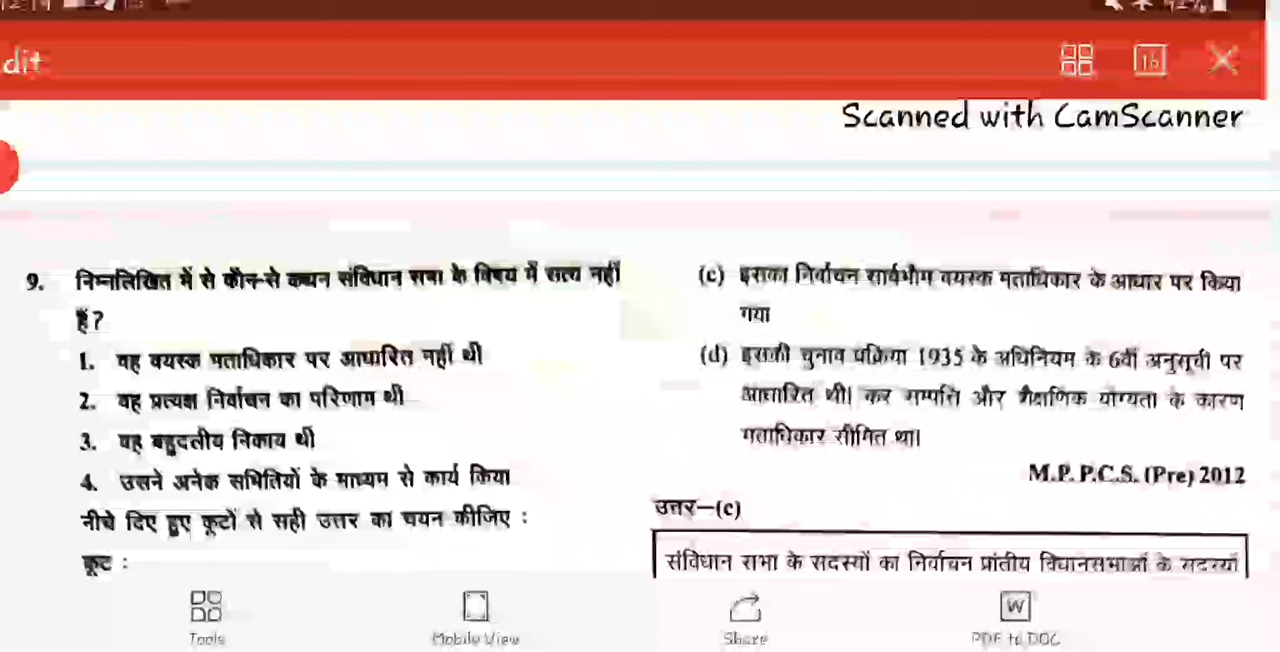 dit
16
Scanned with CamScanner
9. निम्नलिखित में से कौन-से कथन संविधान सभा के विषय में सत्य नहीं
हैं?
1. वह वयस्क मताधिकार पर आधारित नहीं थी
2. वह प्रत्यक्ष निर्वाचन का परिणाम थी
3. वह बहुदलीय निकाय थी
4. उसने अनेक समितियों के माध्यम से कार्य किया
नीचे दिए हुए कूटों से सही उत्तर का चयन कीजिए :
कूट :
(c) इसका निर्वाचन सार्वभौम वयस्क मताधिकार के आधार पर किया
गया
(d) इसकी चुनाव प्रक्रिया 1935 के अधिनियम के 6वीं अनुसूची पर
आधारित थी। कर सम्पत्ति और शैक्षणिक योग्यता के कारण
मताधिकार सीमित था।
M.P. P.C.S. (Pre) 2012
उत्तर—(c)
संविधान सभा के सदस्यों का निर्वाचन प्रांतीय विधानसभाओं के सदस्यों
Tools
Mobile View
Share
W
PDF to DOC